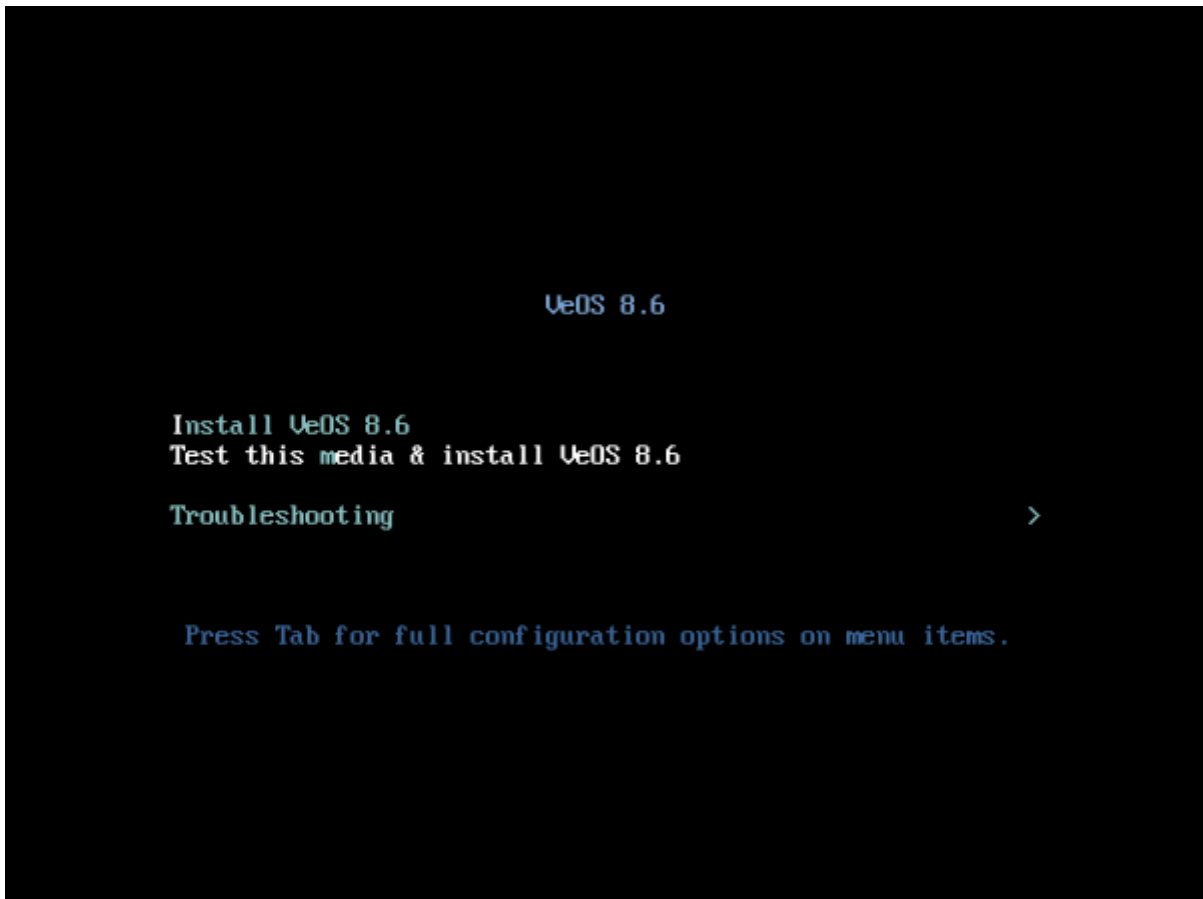 VeOS 8.6
Install VeOS 8.6
Test this media & install VeOS 8.6
Troubleshooting >
Press Tab for full configuration options on menu items.